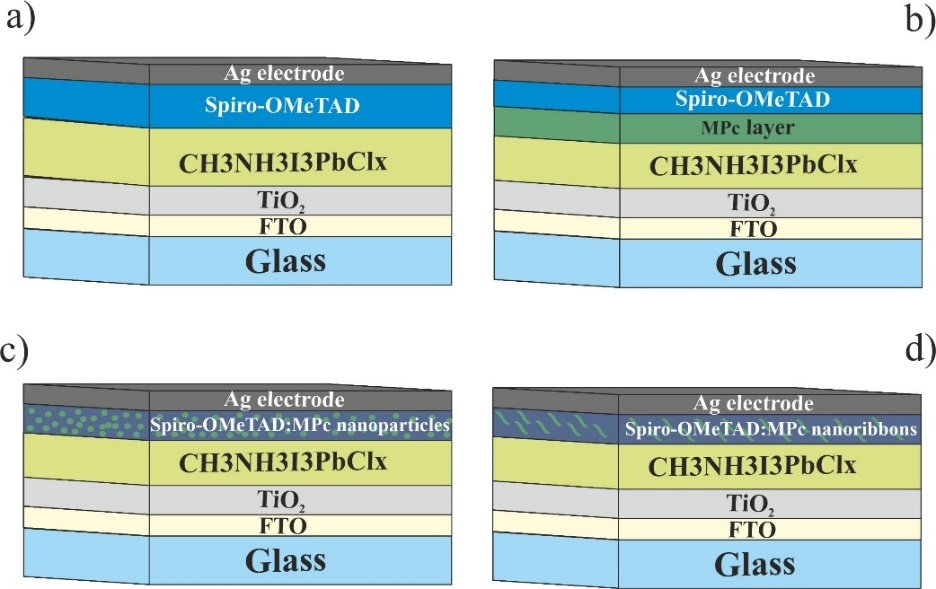 a)
Ag electrode
Spiro-OMeTAD
CH3NH3I3PbClx
TiO₂
FTO
Glass
b)
Ag electrode
Spiro-OMeTAD
MPc layer
CH3NH3I3PbClx
TiO₂
FTO
Glass
c)
Ag electrode
Spiro-OMeTAD:MPc nanoparticles
CH3NH3I3PbClx
TiO₂
FTO
Glass
d)
Ag electrode
Spiro-OMeTAD:MPc nanoribbons
CH3NH3I3PbClx
TiO₂
FTO
Glass